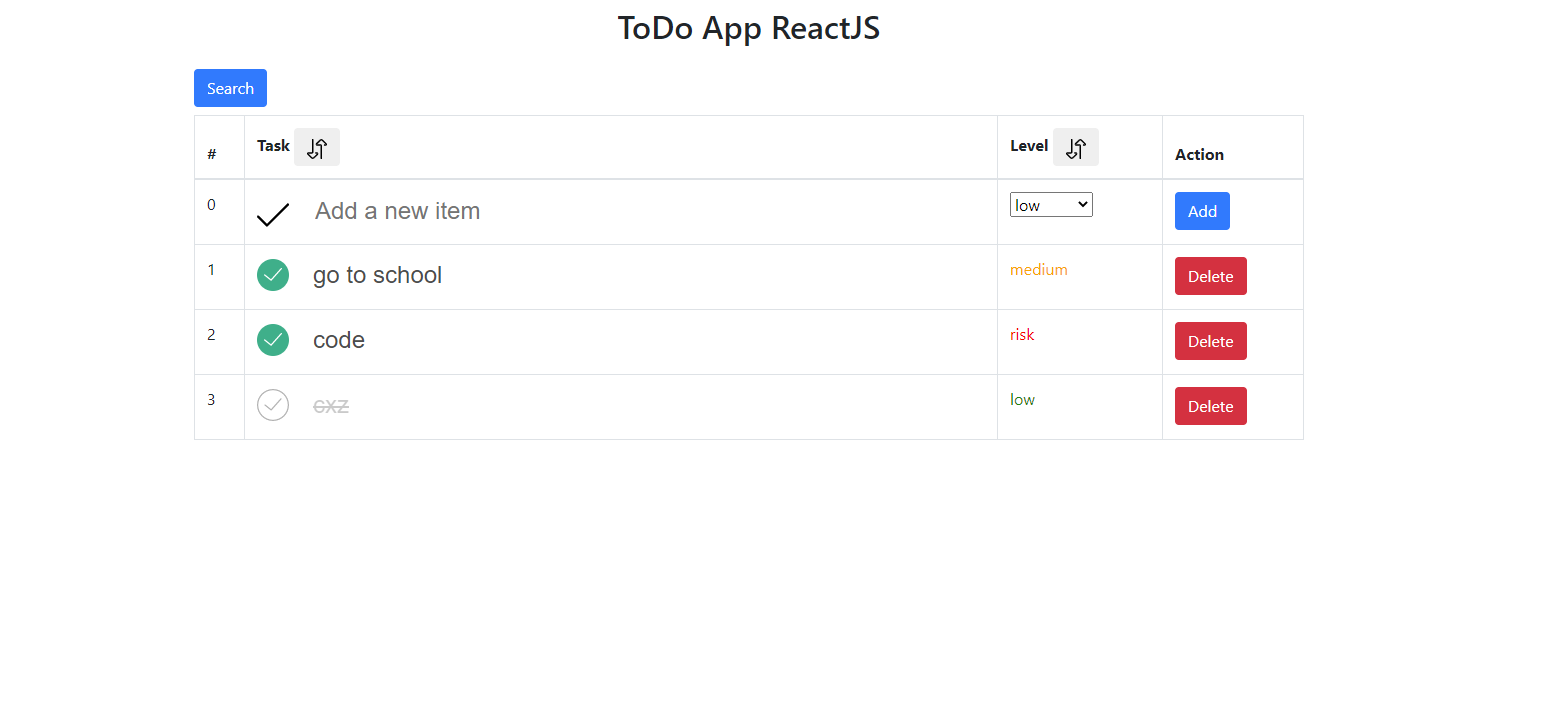 ToDo App ReactJS
Search
# Task Level Action
0 Add a new item low Add
1 go to school medium Delete
2 code risk Delete
3 cxz low Delete